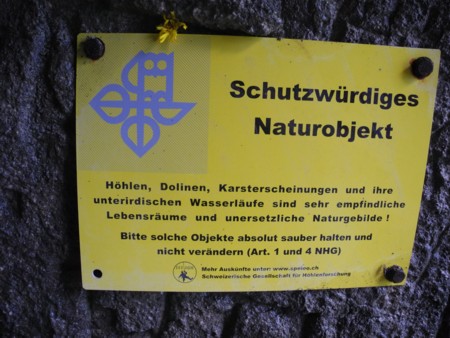 Schutzwürdiges
Naturobjekt
Höhlen, Dolinen, Karsterscheinungen und ihre
unterirdischen Wasserläufe sind sehr empfindliche
Lebensräume und unersetzliche Naturgebilde !
Bitte solche Objekte absolut sauber halten und
nicht verändern (Art. 1 und 4 NHG)
Mehr Auskünfte unter: www.speleo.ch
Schweizerische Gesellschaft für Höhlenforschung